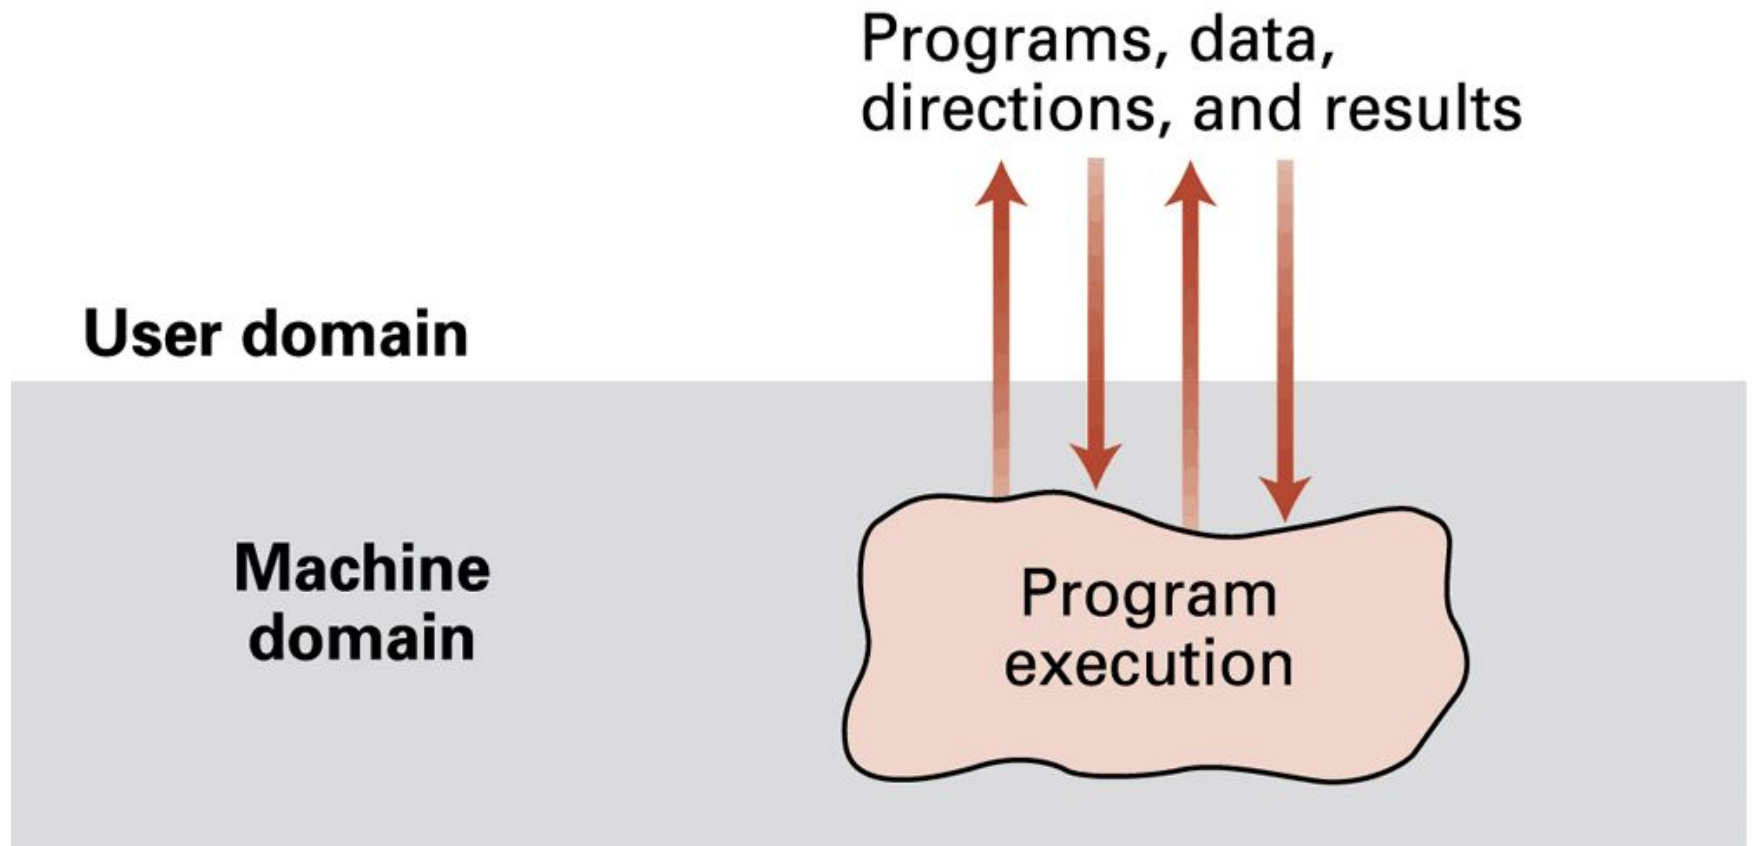 Programs, data,
directions, and results
User domain
Machine
domain
Program
execution